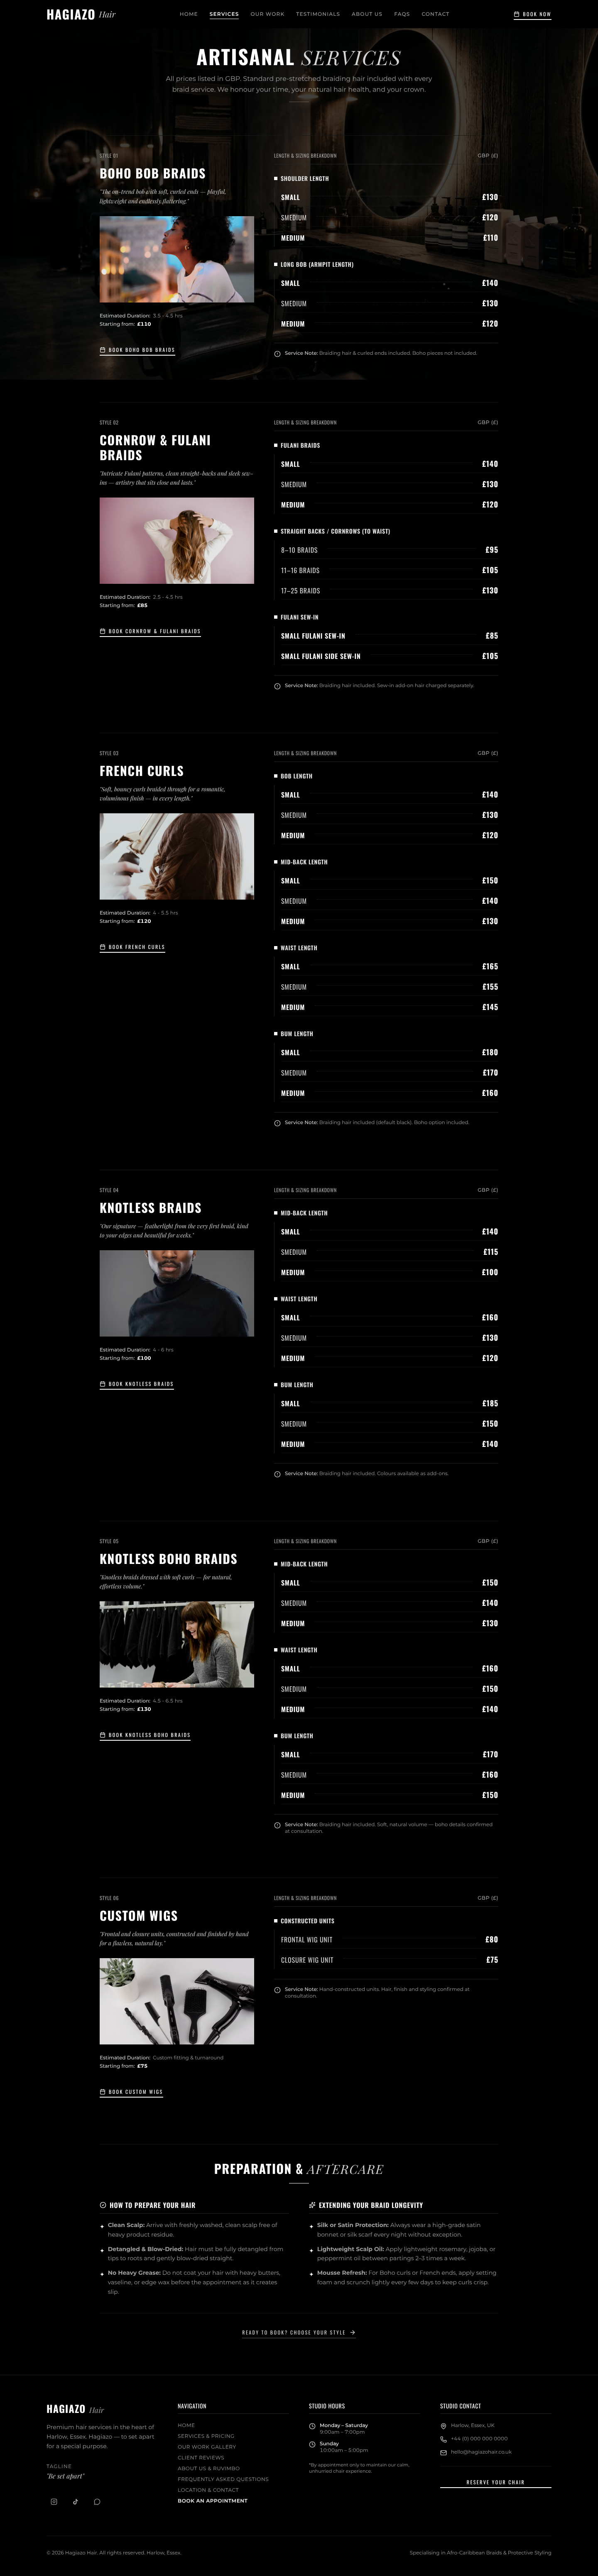 HAGIAZO Hair
HOME SERVICES OUR WORK TESTIMONIALS ABOUT US FAQS CONTACT
BOOK NOW
ARTISANAL SERVICES
All prices listed in GBP. Standard pre-stretched braiding hair included with every
braid service. We honour your time, your natural hair health, and your crown.
STYLE 01
BOHO BOB BRAIDS
"The on-trend bob with soft, curled ends — playful,
lightweight and endlessly flattering."
Estimated Duration: 3.5 - 4.5 hrs
Starting from: £110
BOOK BOHO BOB BRAIDS
LENGTH & SIZING BREAKDOWN GBP (£)
SHOULDER LENGTH
SMALL £130
SMEDIUM £120
MEDIUM £110
LONG BOB (ARMPIT LENGTH)
SMALL £140
SMEDIUM £130
MEDIUM £120
Service Note: Braiding hair & curled ends included. Boho pieces not included.
STYLE 02
CORNROW & FULANI
BRAIDS
"Intricate Fulani patterns, clean straight-backs and sleek sew-
ins — artistry that sits close and lasts."
Estimated Duration: 2.5 - 4.5 hrs
Starting from: £85
BOOK CORNROW & FULANI BRAIDS
LENGTH & SIZING BREAKDOWN GBP (£)
FULANI BRAIDS
SMALL £140
SMEDIUM £130
MEDIUM £120
STRAIGHT BACKS / CORNROWS (TO WAIST)
8–10 BRAIDS £95
11–16 BRAIDS £105
17–25 BRAIDS £130
FULANI SEW-IN
SMALL FULANI SEW-IN £85
SMALL FULANI SIDE SEW-IN £105
Service Note: Braiding hair included. Sew-in add-on hair charged separately.
STYLE 03
FRENCH CURLS
"Soft, bouncy curls braided through for a romantic,
voluminous finish — in every length."
Estimated Duration: 4 - 5.5 hrs
Starting from: £120
BOOK FRENCH CURLS
LENGTH & SIZING BREAKDOWN GBP (£)
BOB LENGTH
SMALL £140
SMEDIUM £130
MEDIUM £120
MID-BACK LENGTH
SMALL £150
SMEDIUM £140
MEDIUM £130
WAIST LENGTH
SMALL £165
SMEDIUM £155
MEDIUM £145
BUM LENGTH
SMALL £180
SMEDIUM £170
MEDIUM £160
Service Note: Braiding hair included (default black). Boho option included.
STYLE 04
KNOTLESS BRAIDS
"Our signature — featherlight from the very first braid, kind
to your edges and beautiful for weeks."
Estimated Duration: 4 - 6 hrs
Starting from: £100
BOOK KNOTLESS BRAIDS
LENGTH & SIZING BREAKDOWN GBP (£)
MID-BACK LENGTH
SMALL £140
SMEDIUM £115
MEDIUM £100
WAIST LENGTH
SMALL £160
SMEDIUM £130
MEDIUM £120
BUM LENGTH
SMALL £185
SMEDIUM £150
MEDIUM £140
Service Note: Braiding hair included. Colours available as add-ons.
STYLE 05
KNOTLESS BOHO BRAIDS
"Knotless braids dressed with soft curls — for natural,
effortless volume."
Estimated Duration: 4.5 - 6.5 hrs
Starting from: £130
BOOK KNOTLESS BOHO BRAIDS
LENGTH & SIZING BREAKDOWN GBP (£)
MID-BACK LENGTH
SMALL £150
SMEDIUM £140
MEDIUM £130
WAIST LENGTH
SMALL £160
SMEDIUM £150
MEDIUM £140
BUM LENGTH
SMALL £170
SMEDIUM £160
MEDIUM £150
Service Note: Braiding hair included. Soft, natural volume — boho details confirmed
at consultation.
STYLE 06
CUSTOM WIGS
"Frontal and closure units, constructed and finished by hand
for a flawless, natural lay."
Estimated Duration: Custom fitting & turnaround
Starting from: £75
BOOK CUSTOM WIGS
LENGTH & SIZING BREAKDOWN GBP (£)
CONSTRUCTED UNITS
FRONTAL WIG UNIT £80
CLOSURE WIG UNIT £75
Service Note: Hand-constructed units. Hair, finish and styling confirmed at
consultation.
PREPARATION & AFTERCARE
HOW TO PREPARE YOUR HAIR
Clean Scalp: Arrive with freshly washed, clean scalp free of
heavy product residue.
Detangled & Blow-Dried: Hair must be fully detangled from
tips to roots and gently blow-dried straight.
No Heavy Grease: Do not coat your hair with heavy butters,
vaseline, or edge wax before the appointment as it creates
slip.
EXTENDING YOUR BRAID LONGEVITY
Silk or Satin Protection: Always wear a high-grade satin
bonnet or silk scarf every night without exception.
Lightweight Scalp Oil: Apply lightweight rosemary, jojoba, or
peppermint oil between partings 2–3 times a week.
Mousse Refresh: For Boho curls or French ends, apply setting
foam and scrunch lightly every few days to keep curls crisp.
READY TO BOOK? CHOOSE YOUR STYLE →
HAGIAZO Hair
Premium hair services in the heart of
Harlow, Essex. Hagiazo — to set apart
for a special purpose.
TAGLINE
"Be set apart"
NAVIGATION
HOME
SERVICES & PRICING
OUR WORK GALLERY
CLIENT REVIEWS
ABOUT US & RUVIMBO
FREQUENTLY ASKED QUESTIONS
LOCATION & CONTACT
BOOK AN APPOINTMENT
STUDIO HOURS
Monday – Saturday
9:00am – 7:00pm
Sunday
10:00am – 5:00pm
*By appointment only to maintain our calm,
unhurried chair experience.
STUDIO CONTACT
Harlow, Essex, UK
+44 (0) 000 000 0000
hello@hagiazohair.co.uk
RESERVE YOUR CHAIR
© 2026 Hagiazo Hair. All rights reserved. Harlow, Essex.
Specialising in Afro-Caribbean Braids & Protective Styling